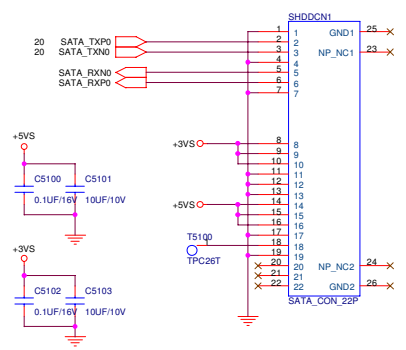 SHDDCN1
1 1 GND1 25
20 SATA_TXP0 2 2
20 SATA_TXN0 3 3 NP_NC1 23
4 4
SATA_RXN0 5 5
SATA_RXP0 6 6
7 7
+5VS
+3VS 8 8
9 9
10 10
C5100 C5101
11 11
12 12
0.1UF/16V 10UF/10V
13 13
+5VS 14 14
15 15
16 16
17 17
T5100 1
18 18
TPC26T
19 19
+3VS
20 20 NP_NC2 24
21 21
22 22 GND2 26
C5102 C5103
SATA_CON_22P
0.1UF/16V 10UF/10V